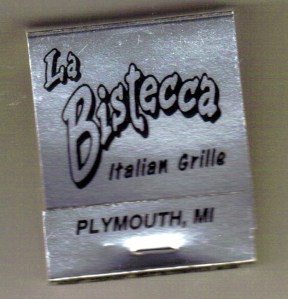 La
Bistecca
Italian Grille
PLYMOUTH, MI